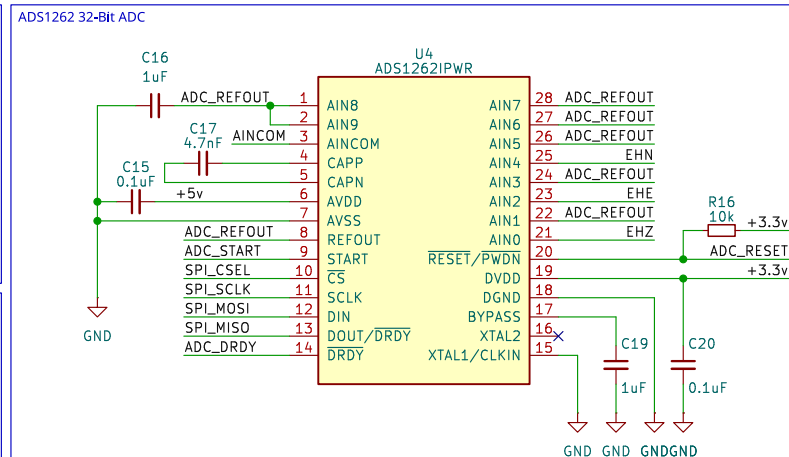 ADS1262 32-Bit ADC
U4
ADS1262IPWR
C16
1uF
ADC_REFOUT
1 AIN8
2 AIN9
AINCOM 3 AINCOM
C17
4.7nF
4 CAPP
5 CAPN
C15
0.1uF
+5v 6 AVDD
7 AVSS
ADC_REFOUT 8 REFOUT
ADC_START 9 START
SPI_CSEL 10 CS
SPI_SCLK 11 SCLK
SPI_MOSI 12 DIN
SPI_MISO 13 DOUT/DRDY
ADC_DRDY 14 DRDY
GND
AIN7 28 ADC_REFOUT
AIN6 27 ADC_REFOUT
AIN5 26 ADC_REFOUT
AIN4 25 EHN
AIN3 24 ADC_REFOUT
AIN2 23 EHE
AIN1 22 ADC_REFOUT
AIN0 21 EHZ
RESET/PWDN 20
DVDD 19
DGND 18
BYPASS 17
XTAL2 16
XTAL1/CLKIN 15
R16
10k
+3.3v
ADC_RESET
+3.3v
C19
1uF
C20
0.1uF
GND GND GND GND